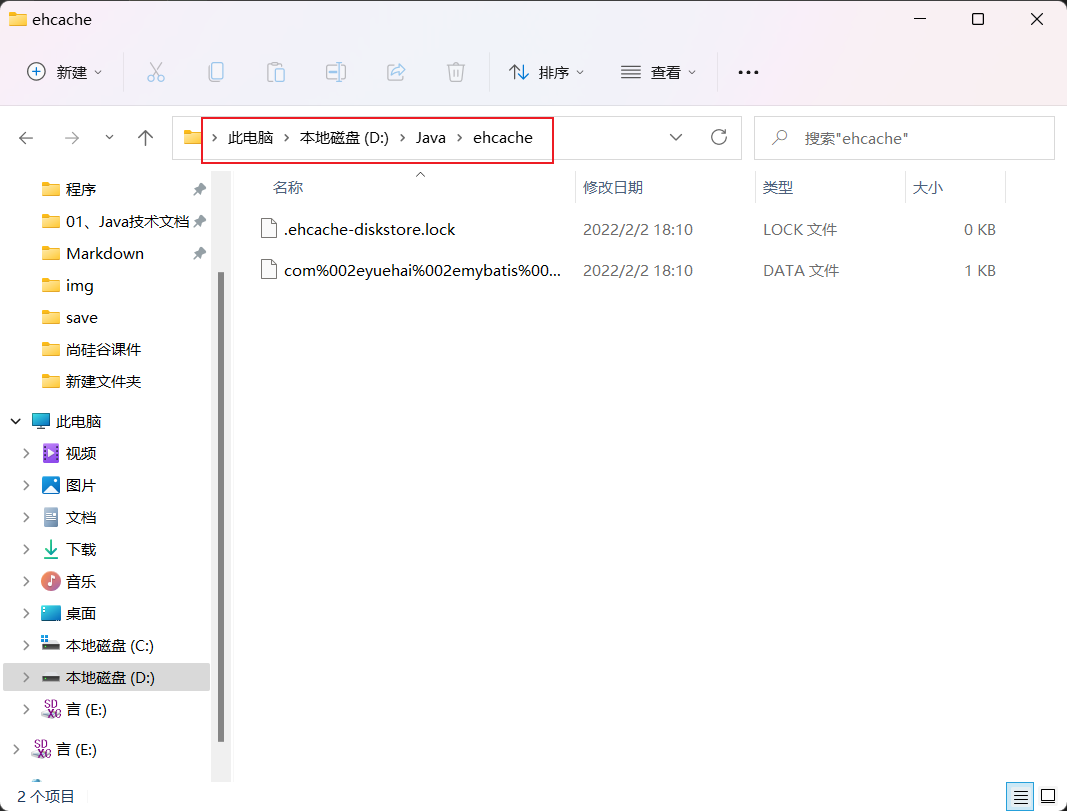 ehcache
新建
排序
查看
此电脑 > 本地磁盘 (D:) > Java > ehcache
搜索"ehcache"
名称 修改日期 类型 大小
.ehcache-diskstore.lock 2022/2/2 18:10 LOCK 文件 0 KB
com%002eyuehai%002emybatis%00... 2022/2/2 18:10 DATA 文件 1 KB
程序
01、Java技术文档
Markdown
img
save
尚硅谷课件
新建文件夹
此电脑
视频
图片
文档
下载
音乐
桌面
本地磁盘 (C:)
本地磁盘 (D:)
SD XC 言 (E:)
SD XC 言 (E:)
2 个项目